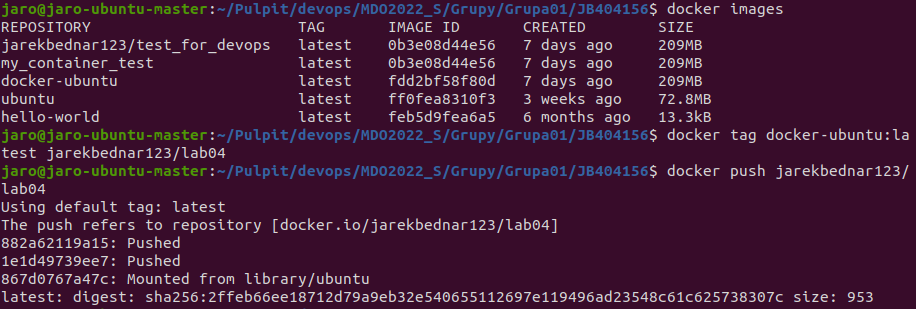 jaro@jaro-ubuntu-master:~/Pulpit/devops/MDO2022_S/Grupy/Grupa01/JB404156$ docker images
REPOSITORY TAG IMAGE ID CREATED SIZE
jarekbednar123/test_for_devops latest 0b3e08d44e56 7 days ago 209MB
my_container_test latest 0b3e08d44e56 7 days ago 209MB
docker-ubuntu latest fdd2bf58f80d 7 days ago 209MB
ubuntu latest ff0fea8310f3 3 weeks ago 72.8MB
hello-world latest feb5d9fea6a5 6 months ago 13.3kB
jaro@jaro-ubuntu-master:~/Pulpit/devops/MDO2022_S/Grupy/Grupa01/JB404156$ docker tag docker-ubuntu:la
test jarekbednar123/lab04
jaro@jaro-ubuntu-master:~/Pulpit/devops/MDO2022_S/Grupy/Grupa01/JB404156$ docker push jarekbednar123/
lab04
Using default tag: latest
The push refers to repository [docker.io/jarekbednar123/lab04]
882a62119a15: Pushed
1e1d49739ee7: Pushed
867d0767a47c: Mounted from library/ubuntu
latest: digest: sha256:2ffeb66ee18712d79a9eb32e540655112697e119496ad23548c61c625738307c size: 953